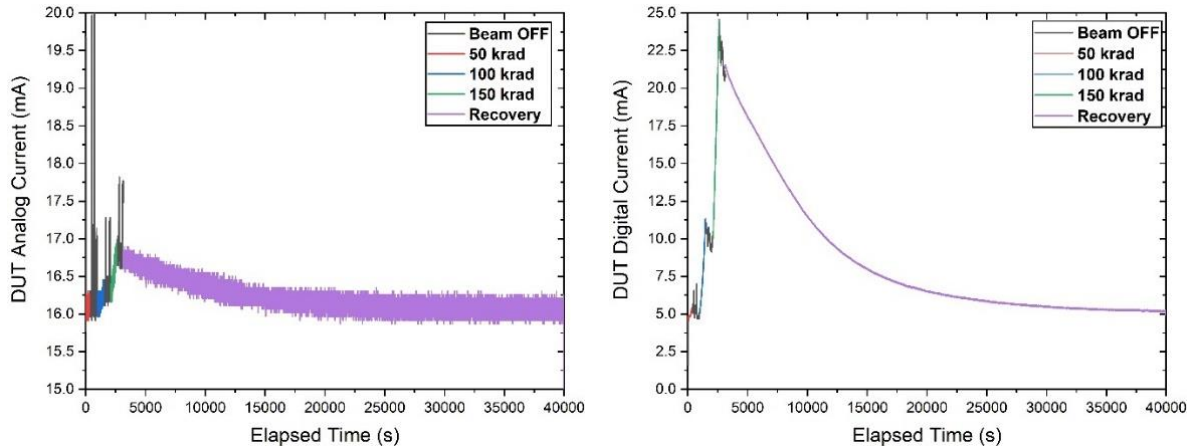 20.0
19.5
19.0
18.5
18.0
17.5
17.0
16.5
16.0
15.5
15.0
DUT Analog Current (mA)
Beam OFF
50 krad
100 krad
150 krad
Recovery
0 5000 10000 15000 20000 25000 30000 35000 40000
Elapsed Time (s)
25.0
22.5
20.0
17.5
15.0
12.5
10.0
7.5
5.0
2.5
0.0
DUT Digital Current (mA)
Beam OFF
50 krad
100 krad
150 krad
Recovery
0 5000 10000 15000 20000 25000 30000 35000 40000
Elapsed Time (s)